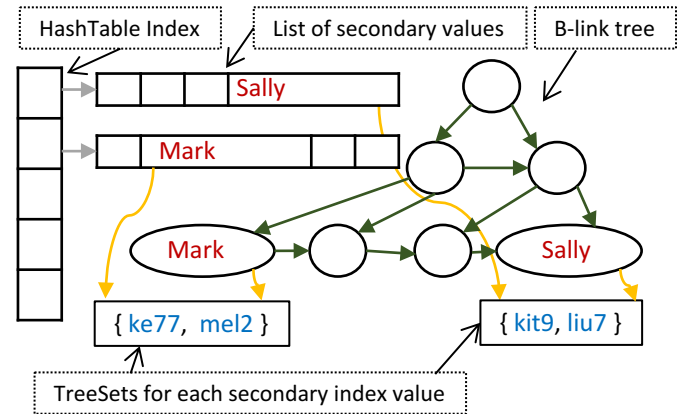 HashTable Index
List of secondary values
B-link tree
Sally
Mark
Mark
Sally
{ ke77, mel2 }
{ kit9, liu7 }
TreeSets for each secondary index value